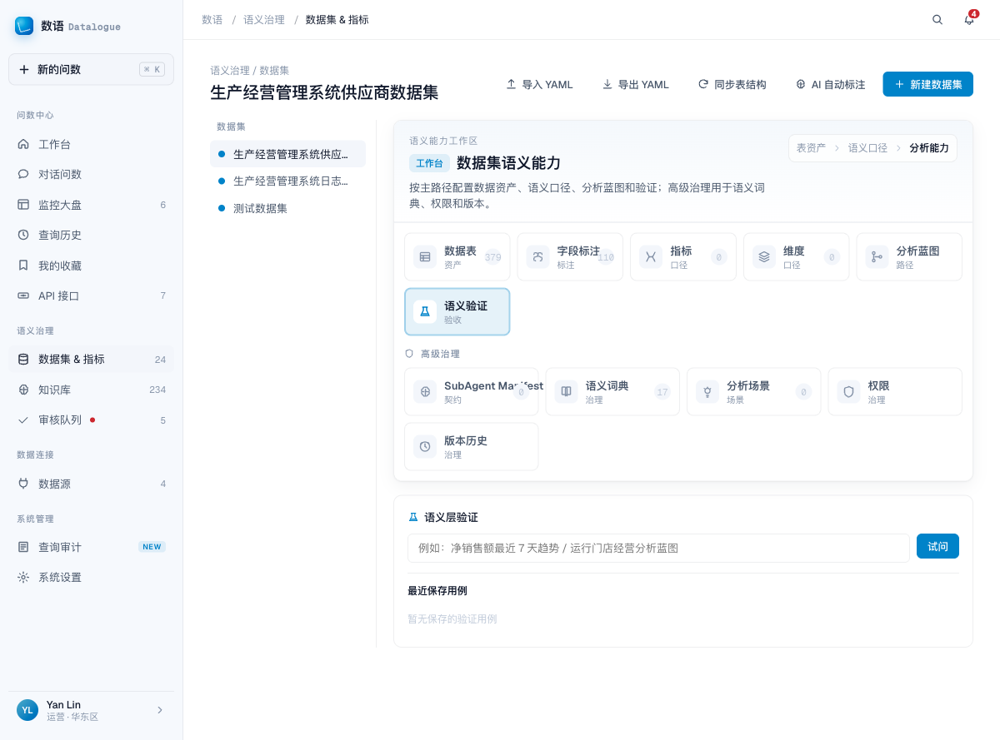 数语 Datalogue
新的问数 ⌘ K
问数中心
工作台
对话问数
监控大盘 6
查询历史
我的收藏
API 接口 7
语义治理
数据集 & 指标 24
知识库 234
审核队列 5
数据连接
数据源 4
系统管理
查询审计 NEW
系统设置
YL Yan Lin
运营 · 华东区
数语 / 语义治理 / 数据集 & 指标
4
语义治理 / 数据集
生产经营管理系统供应商数据集
导入 YAML 导出 YAML 同步表结构 AI 自动标注 新建数据集
数据集
生产经营管理系统供应...
生产经营管理系统日志...
测试数据集
语义能力工作区
工作台 数据集语义能力
按主路径配置数据资产、语义口径、分析蓝图和验证；高级治理用于语义词
典、权限和版本。
表资产 › 语义口径 › 分析能力
数据表 379
资产
字段标注 110
标注
指标 0
口径
维度 0
口径
分析蓝图
路径
语义验证
验收
高级治理
SubAgent Manifest 0
契约
语义词典 17
治理
分析场景 0
场景
权限
治理
版本历史
治理
语义层验证
例如：净销售额最近 7 天趋势 / 运行门店经营分析蓝图
试问
最近保存用例
暂无保存的验证用例